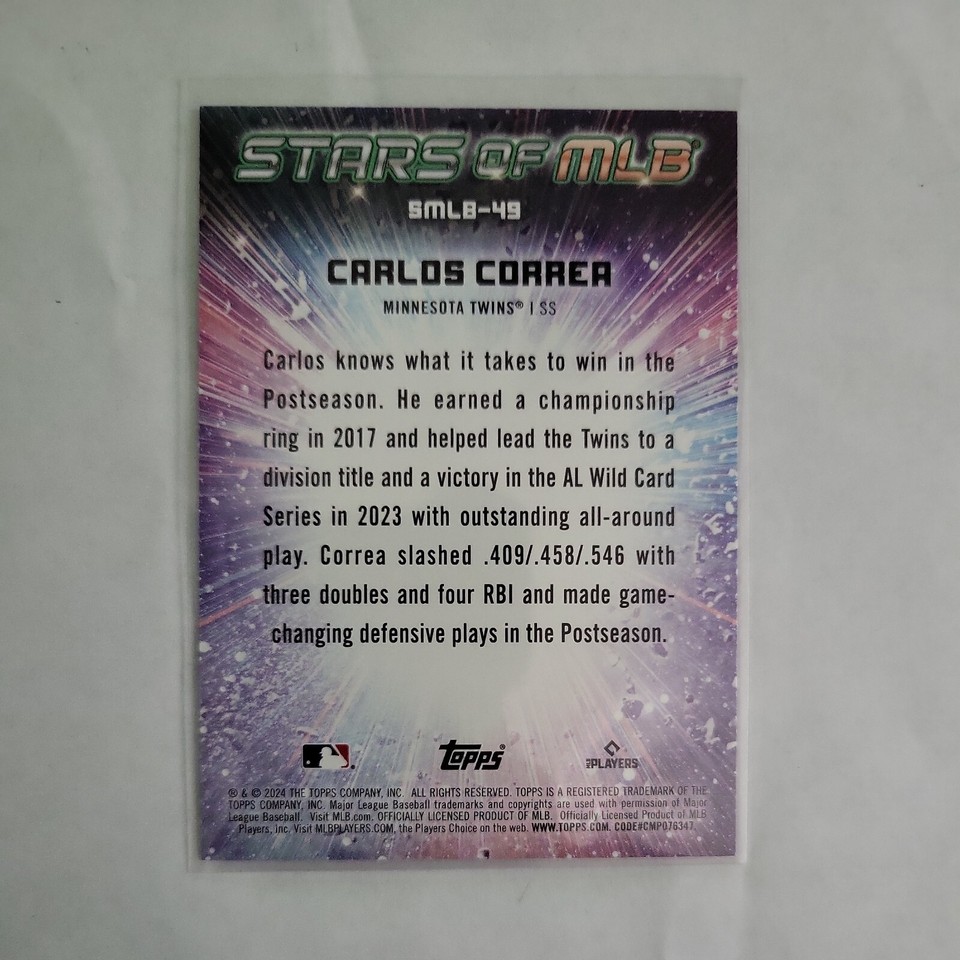 STARS OF MLB®
SMLB-49
CARLOS CORREA
MINNESOTA TWINS® | SS
Carlos knows what it takes to win in the
Postseason. He earned a championship
ring in 2017 and helped lead the Twins to a
division title and a victory in the AL Wild Card
Series in 2023 with outstanding all-around
play. Correa slashed .409/.458/.546 with
three doubles and four RBI and made game-
changing defensive plays in the Postseason.
topps®
MLB PLAYERS
® & © 2024 THE TOPPS COMPANY, INC. ALL RIGHTS RESERVED. TOPPS IS A REGISTERED TRADEMARK OF THE
TOPPS COMPANY, INC. Major League Baseball trademarks and copyrights are used with permission of Major
League Baseball. Visit MLB.com. OFFICIALLY LICENSED PRODUCT OF MLB. Officially Licensed Product of MLB
Players, Inc. Visit MLBPLAYERS.COM, the Players Choice on the web. WWW.TOPPS.COM. CODE#CMP076347.